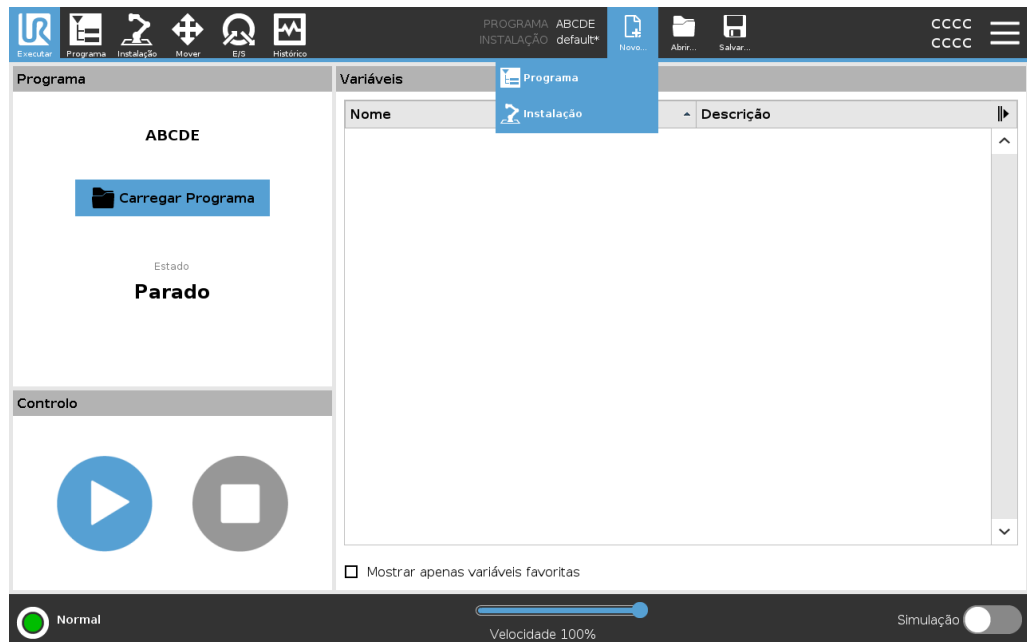 UR
Executar
Programa
Instalação
Mover
E/S
Histórico
PROGRAMA ABCDE
INSTALAÇÃO default*
Novo...
Abrir...
Salvar...
CCCC
CCCC
Programa
Instalação
Programa
ABCDE
Carregar Programa
Estado
Parado
Controlo
Variáveis
Nome
Descrição
Mostrar apenas variáveis favoritas
Normal
Velocidade 100%
Simulação